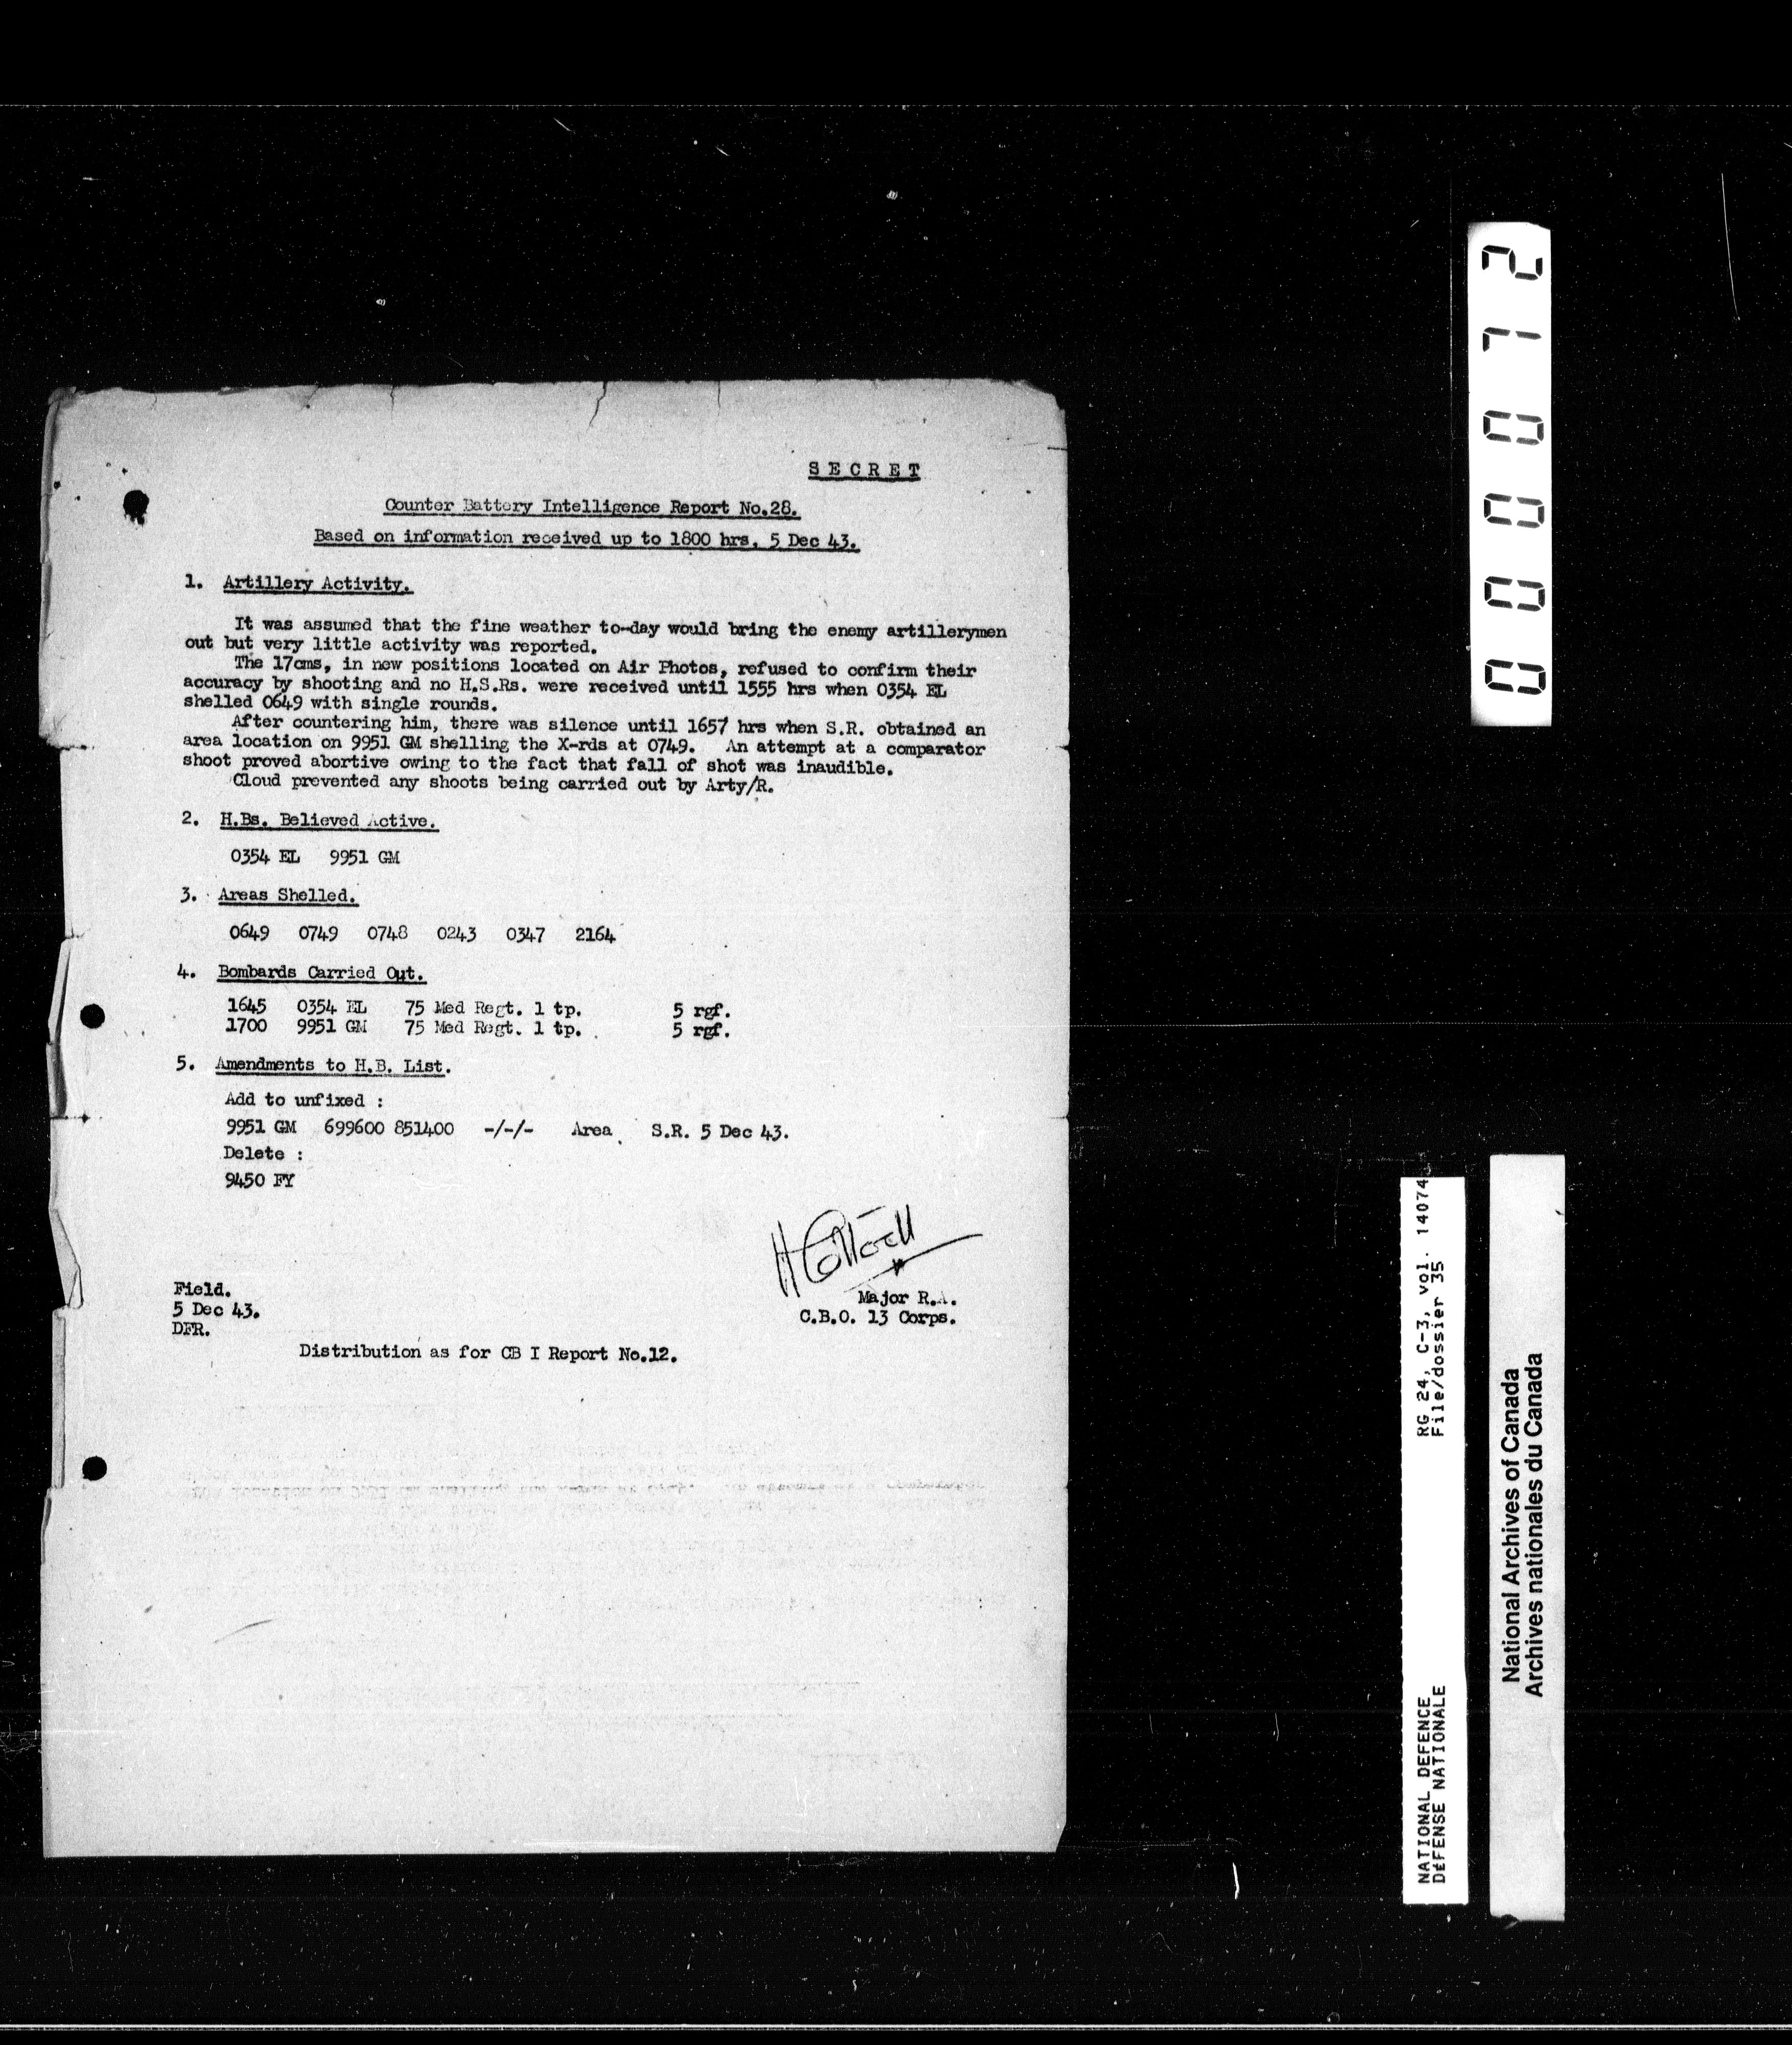 SECRET
Counter Battery Intelligence Report No.28.
Based on information received up to 1800 hrs. 5 Dec 43.
1. Artillery Activity.
It was assumed that the fine weather to-day would bring the enemy artillerymen
out but very little activity was reported.
The 17cms, in new positions located on Air Photos, refused to confirm their
accuracy by shooting and no H.S.Rs. were received until 1555 hrs when 0354 EL
shelled 0649 with single rounds.
After countering him, there was silence until 1657 hrs when S.R. obtained an
area location on 9951 GM shelling the X-rds at 0749. An attempt at a comparator
shoot proved abortive owing to the fact that fall of shot was inaudible.
Cloud prevented any shoots being carried out by Arty/R.
2. H.Bs. Believed Active.
0354 EL 9951 GM
3. Areas Shelled.
0649 0749 0748 0243 0347 2164
4. Bombards Carried Out.
1645 0354 EL 75 Med Regt. 1 tp. 5 rgf.
1700 9951 GM 75 Med Regt. 1 tp. 5 rgf.
5. Amendments to H.B. List.
Add to unfixed :
9951 GM 699600 851400 -/-/- Area S.R. 5 Dec 43.
Delete :
9450 FY
Major R.A.
C.B.O. 13 Corps.
Field.
5 Dec 43.
DFR.
Distribution as for CB I Report No.12.
000072
NATIONAL DEFENCE RG 24, C-3, vol. 14074
DÉFENSE NATIONALE File/dossier 35
National Archives of Canada
Archives nationales du Canada